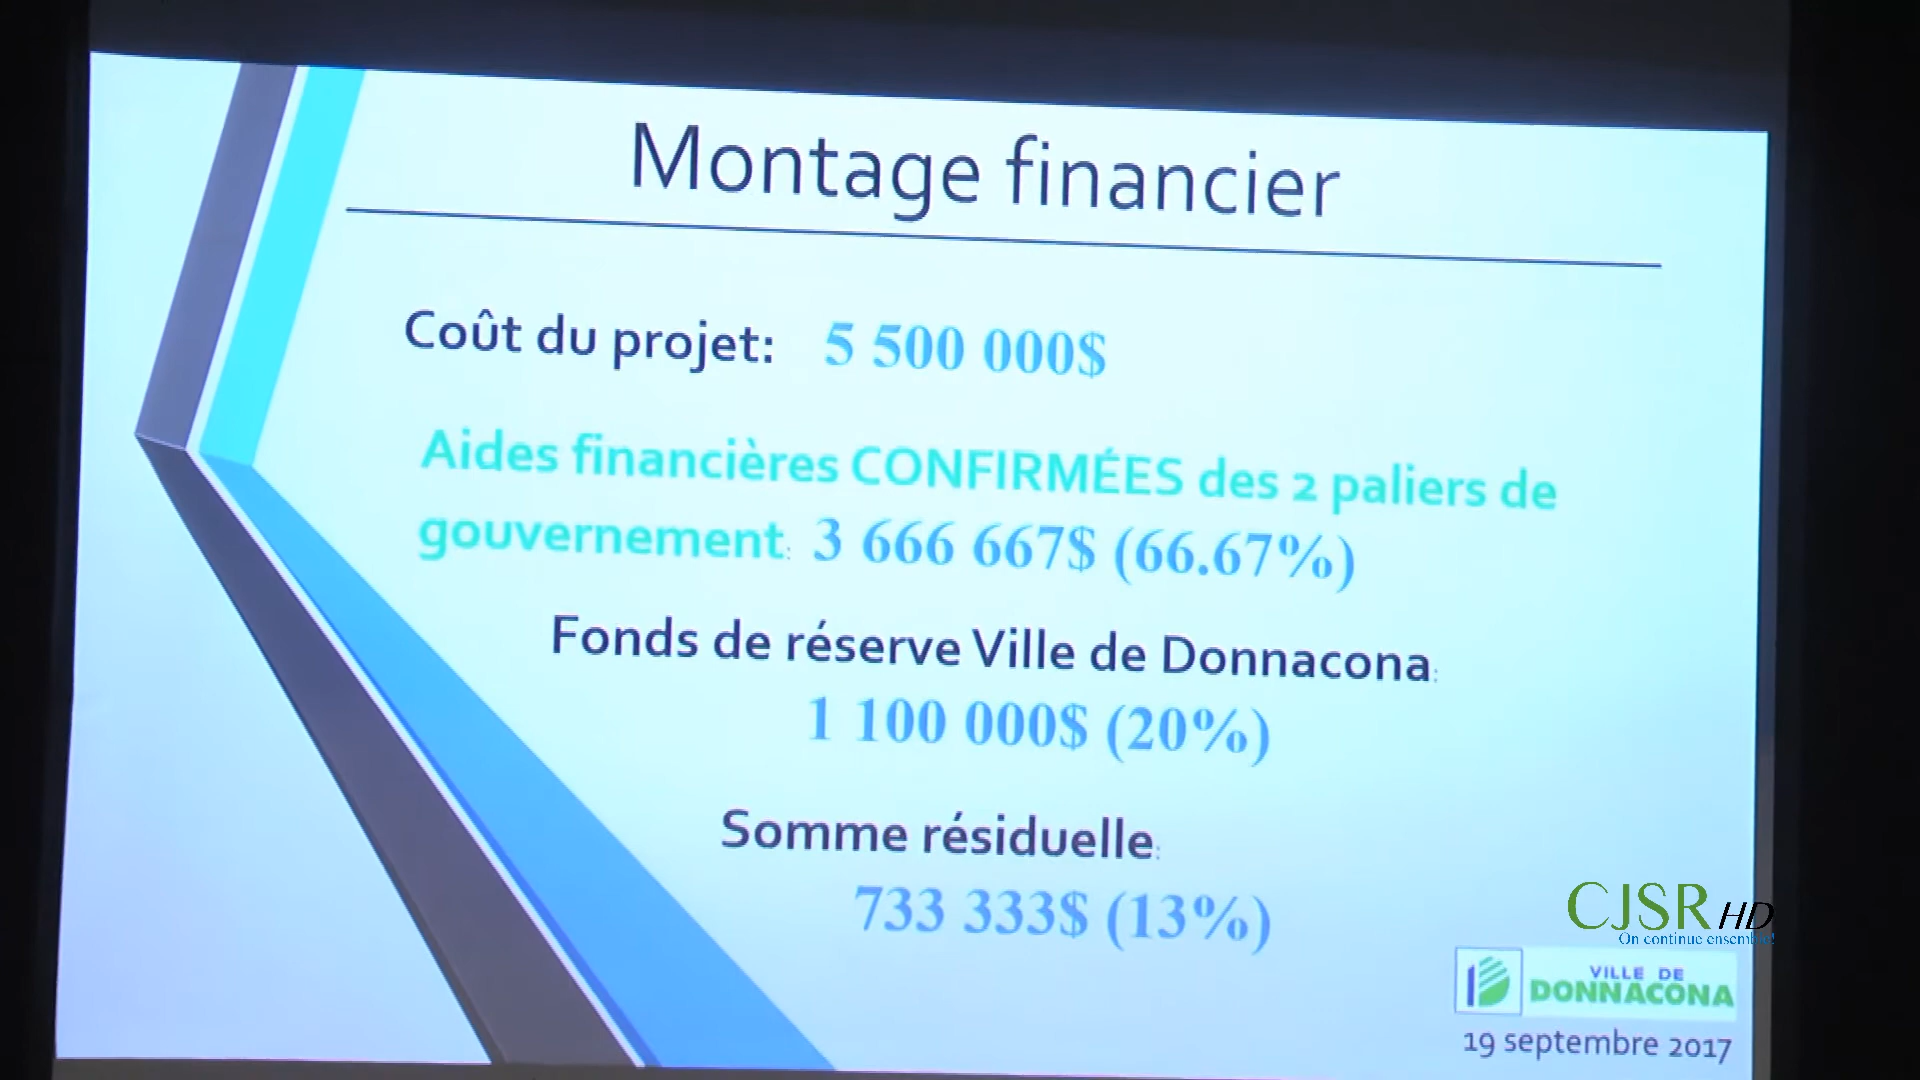 Montage financier
Coût du projet: 5 500 000$
Aides financières CONFIRMÉES des 2 paliers de
gouvernement: 3 666 667$ (66.67%)
Fonds de réserve Ville de Donnacona:
1 100 000$ (20%)
Somme résiduelle:
733 333$ (13%)
CJSR HD
On continue ensemble!
VILLE DE
DONNACONA
19 septembre 2017